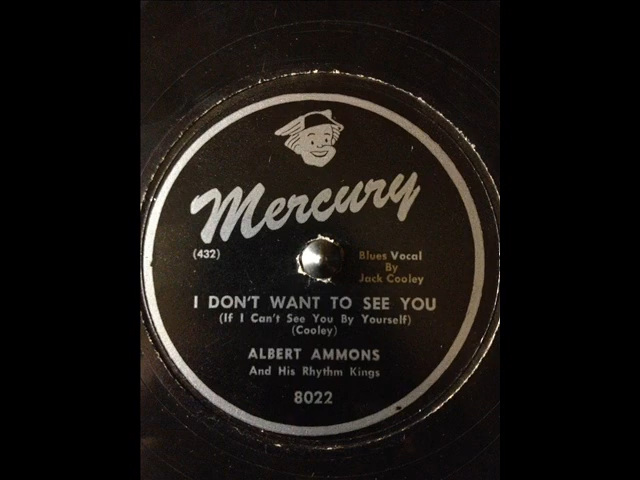 Mercury
(432)
Blues Vocal
By
Jack Cooley
I DON'T WANT TO SEE YOU
(If I Can't See You By Yourself)
(Cooley)
ALBERT AMMONS
And His Rhythm Kings
8022